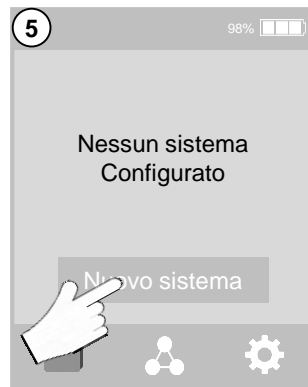 5
98%
Nessun sistema
Configurato
Nuovo sistema